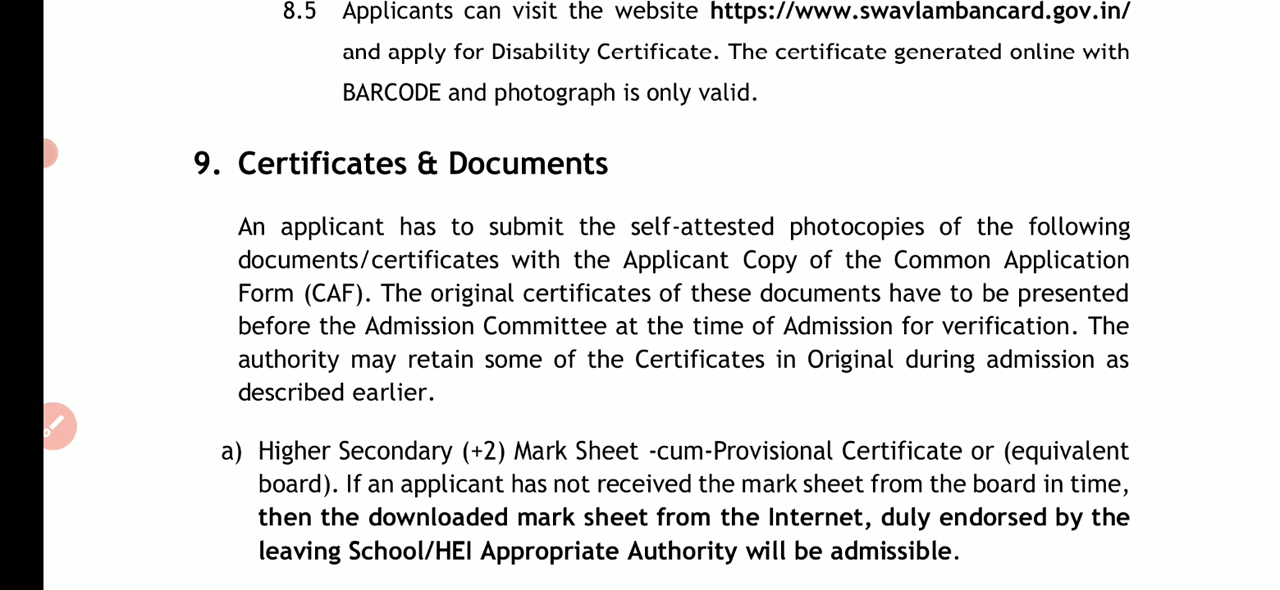 8.5 Applicants can visit the website https://www.swavlambancard.gov.in/
and apply for Disability Certificate. The certificate generated online with
BARCODE and photograph is only valid.
9. Certificates & Documents
An applicant has to submit the self-attested photocopies of the following
documents/certificates with the Applicant Copy of the Common Application
Form (CAF). The original certificates of these documents have to be presented
before the Admission Committee at the time of Admission for verification. The
authority may retain some of the Certificates in Original during admission as
described earlier.
a) Higher Secondary (+2) Mark Sheet -cum-Provisional Certificate or (equivalent
board). If an applicant has not received the mark sheet from the board in time,
then the downloaded mark sheet from the Internet, duly endorsed by the
leaving School/HEI Appropriate Authority will be admissible.